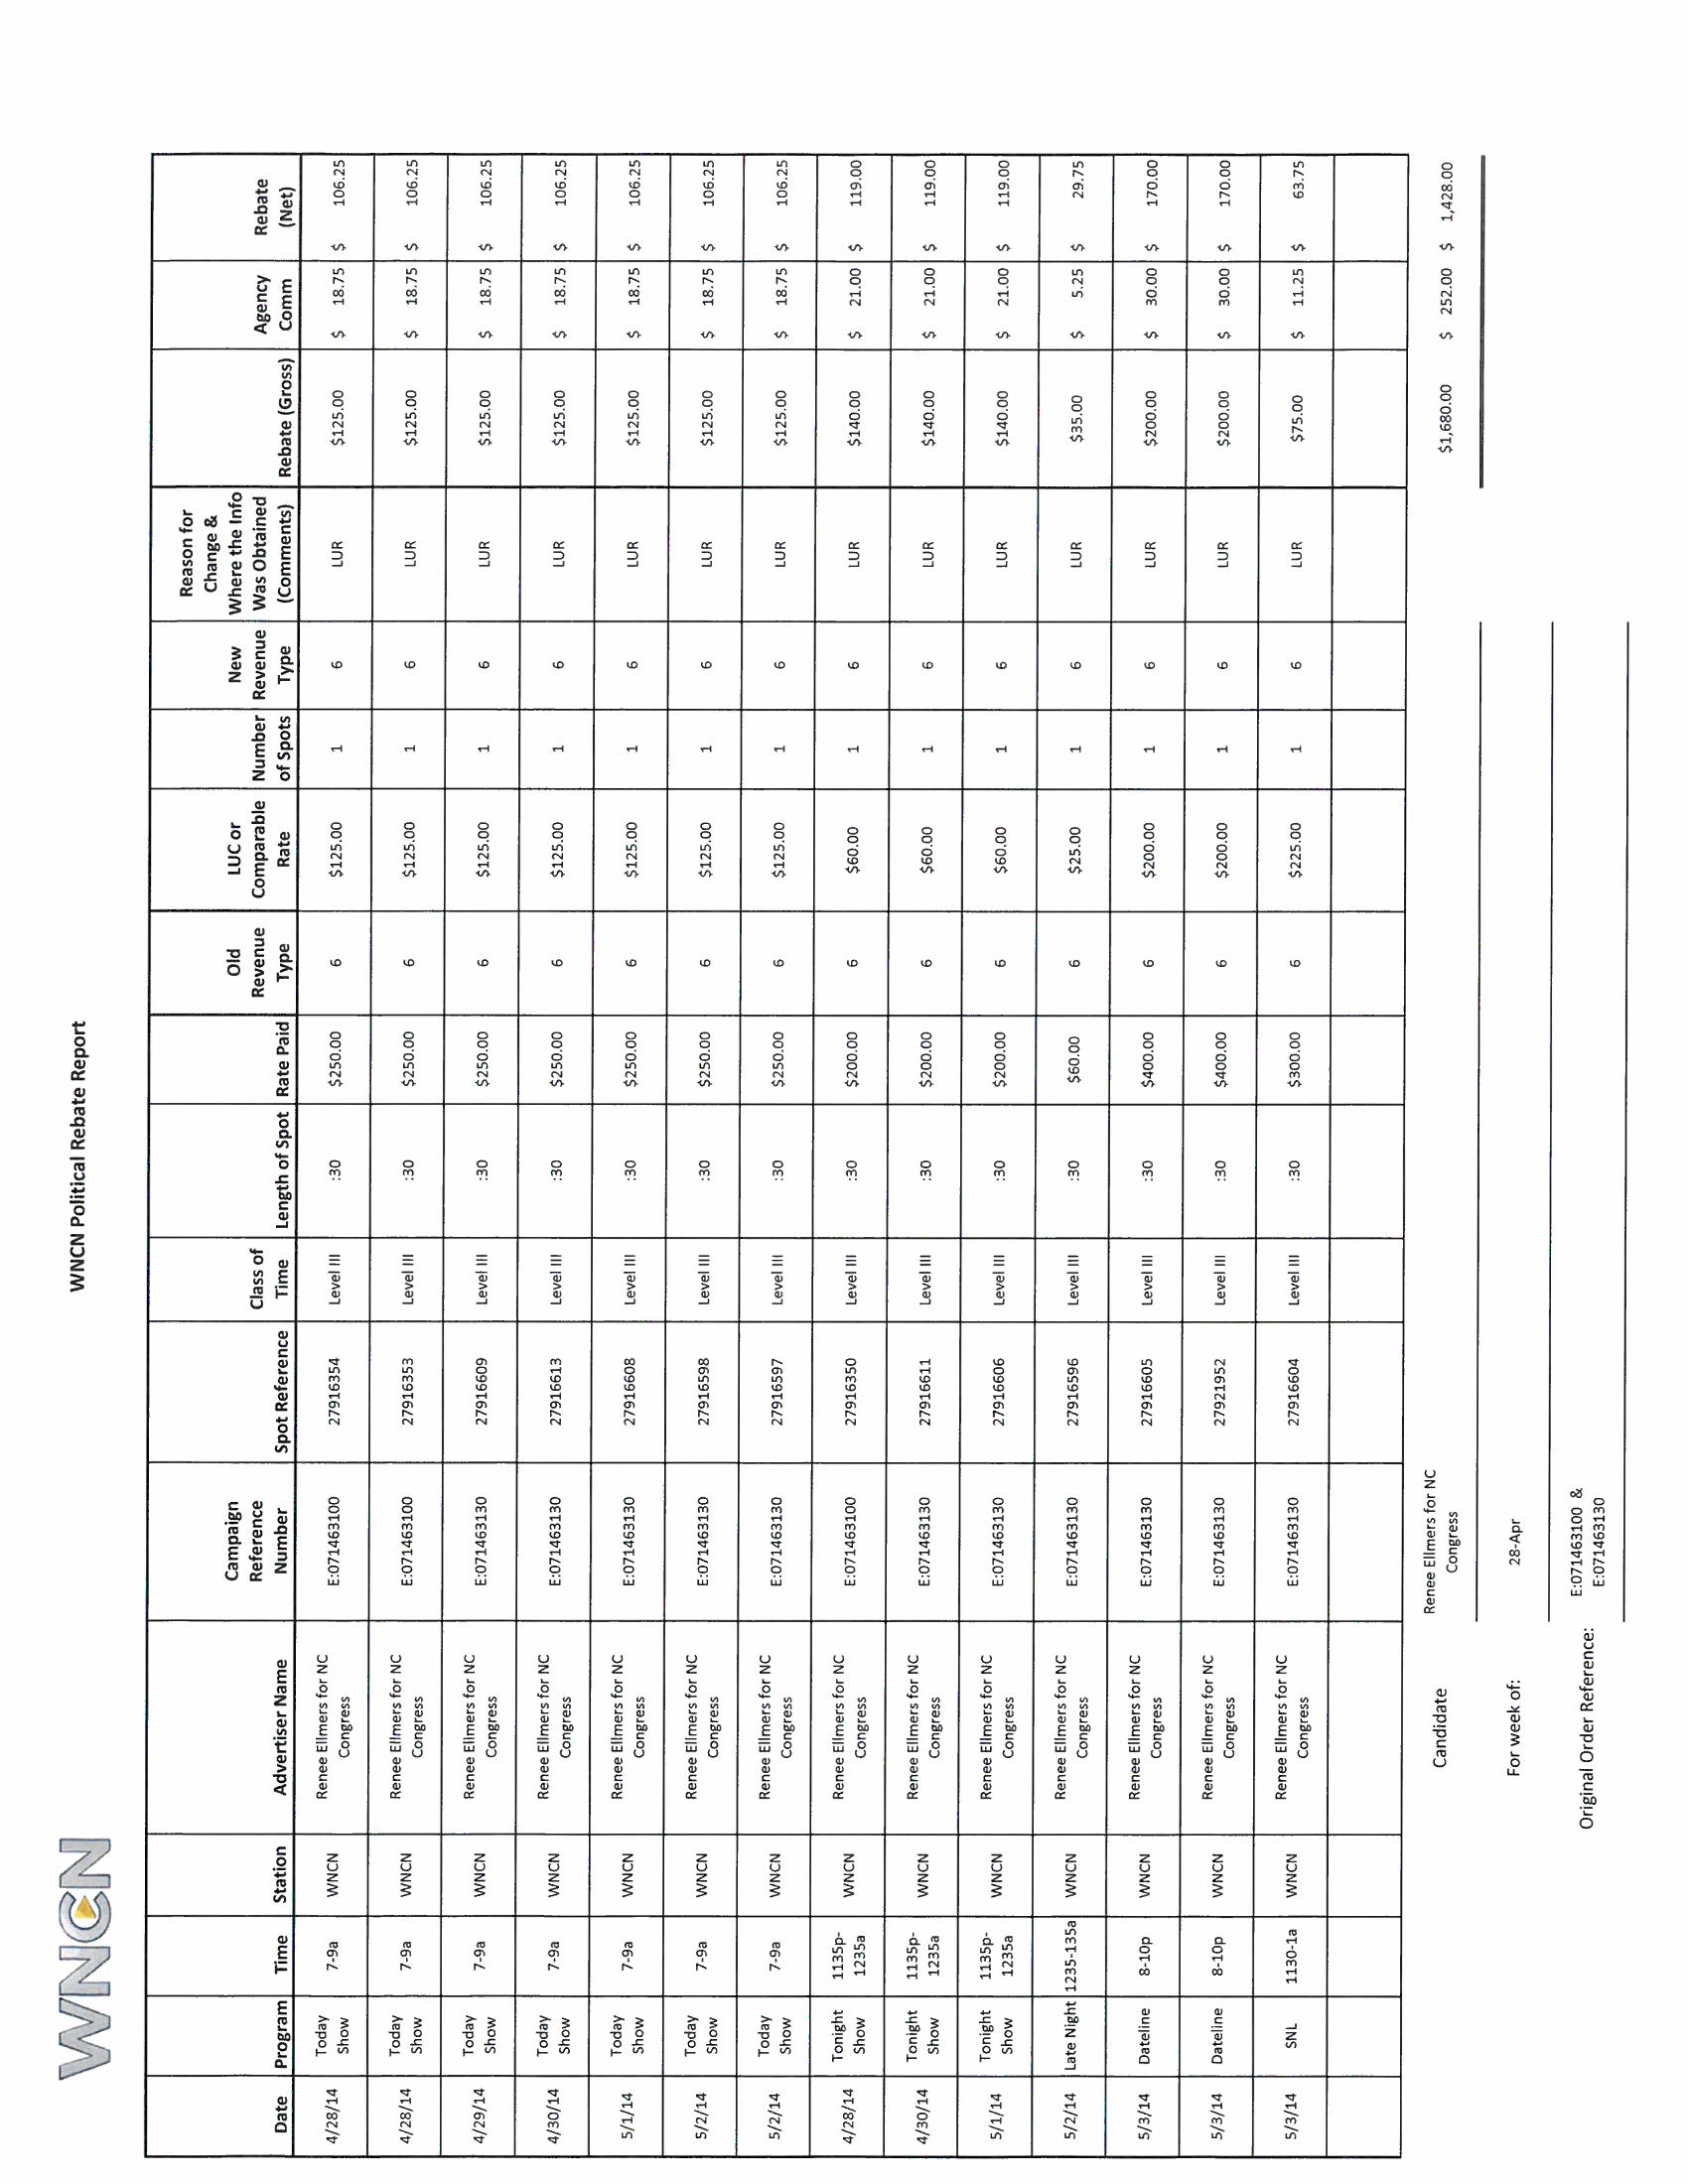 WNCN
WNCN Political Rebate Report
Date Program Time Station Advertiser Name Campaign Reference Number Spot Reference Class of Time Length of Spot Rate Paid Old Revenue Type LUC or Comparable Rate Number of Spots New Revenue Type Reason for Change & Where the Info Was Obtained (Comments) Rebate (Gross) Agency Comm Rebate (Net)
4/28/14 Today Show 7-9a WNCN Renee Ellmers for NC Congress E:071463100 27916354 Level III :30 $250.00 6 $125.00 1 6 LUR $125.00 $ 18.75 $ 106.25
4/28/14 Today Show 7-9a WNCN Renee Ellmers for NC Congress E:071463100 27916353 Level III :30 $250.00 6 $125.00 1 6 LUR $125.00 $ 18.75 $ 106.25
4/29/14 Today Show 7-9a WNCN Renee Ellmers for NC Congress E:071463130 27916609 Level III :30 $250.00 6 $125.00 1 6 LUR $125.00 $ 18.75 $ 106.25
4/30/14 Today Show 7-9a WNCN Renee Ellmers for NC Congress E:071463130 27916613 Level III :30 $250.00 6 $125.00 1 6 LUR $125.00 $ 18.75 $ 106.25
5/1/14 Today Show 7-9a WNCN Renee Ellmers for NC Congress E:071463130 27916608 Level III :30 $250.00 6 $125.00 1 6 LUR $125.00 $ 18.75 $ 106.25
5/2/14 Today Show 7-9a WNCN Renee Ellmers for NC Congress E:071463130 27916598 Level III :30 $250.00 6 $125.00 1 6 LUR $125.00 $ 18.75 $ 106.25
5/2/14 Today Show 7-9a WNCN Renee Ellmers for NC Congress E:071463130 27916597 Level III :30 $250.00 6 $125.00 1 6 LUR $125.00 $ 18.75 $ 106.25
4/28/14 Tonight Show 1135p-1235a WNCN Renee Ellmers for NC Congress E:071463100 27916350 Level III :30 $200.00 6 $60.00 1 6 LUR $140.00 $ 21.00 $ 119.00
4/30/14 Tonight Show 1135p-1235a WNCN Renee Ellmers for NC Congress E:071463130 27916611 Level III :30 $200.00 6 $60.00 1 6 LUR $140.00 $ 21.00 $ 119.00
5/1/14 Tonight Show 1135p-1235a WNCN Renee Ellmers for NC Congress E:071463130 27916606 Level III :30 $200.00 6 $60.00 1 6 LUR $140.00 $ 21.00 $ 119.00
5/2/14 Late Night 1235-135a WNCN Renee Ellmers for NC Congress E:071463130 27916596 Level III :30 $60.00 6 $25.00 1 6 LUR $35.00 $ 5.25 $ 29.75
5/3/14 Dateline 8-10p WNCN Renee Ellmers for NC Congress E:071463130 27916605 Level III :30 $400.00 6 $200.00 1 6 LUR $200.00 $ 30.00 $ 170.00
5/3/14 Dateline 8-10p WNCN Renee Ellmers for NC Congress E:071463130 27921952 Level III :30 $400.00 6 $200.00 1 6 LUR $200.00 $ 30.00 $ 170.00
5/3/14 SNL 1130-1a WNCN Renee Ellmers for NC Congress E:071463130 27916604 Level III :30 $300.00 6 $225.00 1 6 LUR $75.00 $ 11.25 $ 63.75
Candidate Renee Ellmers for NC Congress $1,680.00 $ 252.00 $ 1,428.00
For week of: 28-Apr
Original Order Reference: E:071463100 & E:071463130